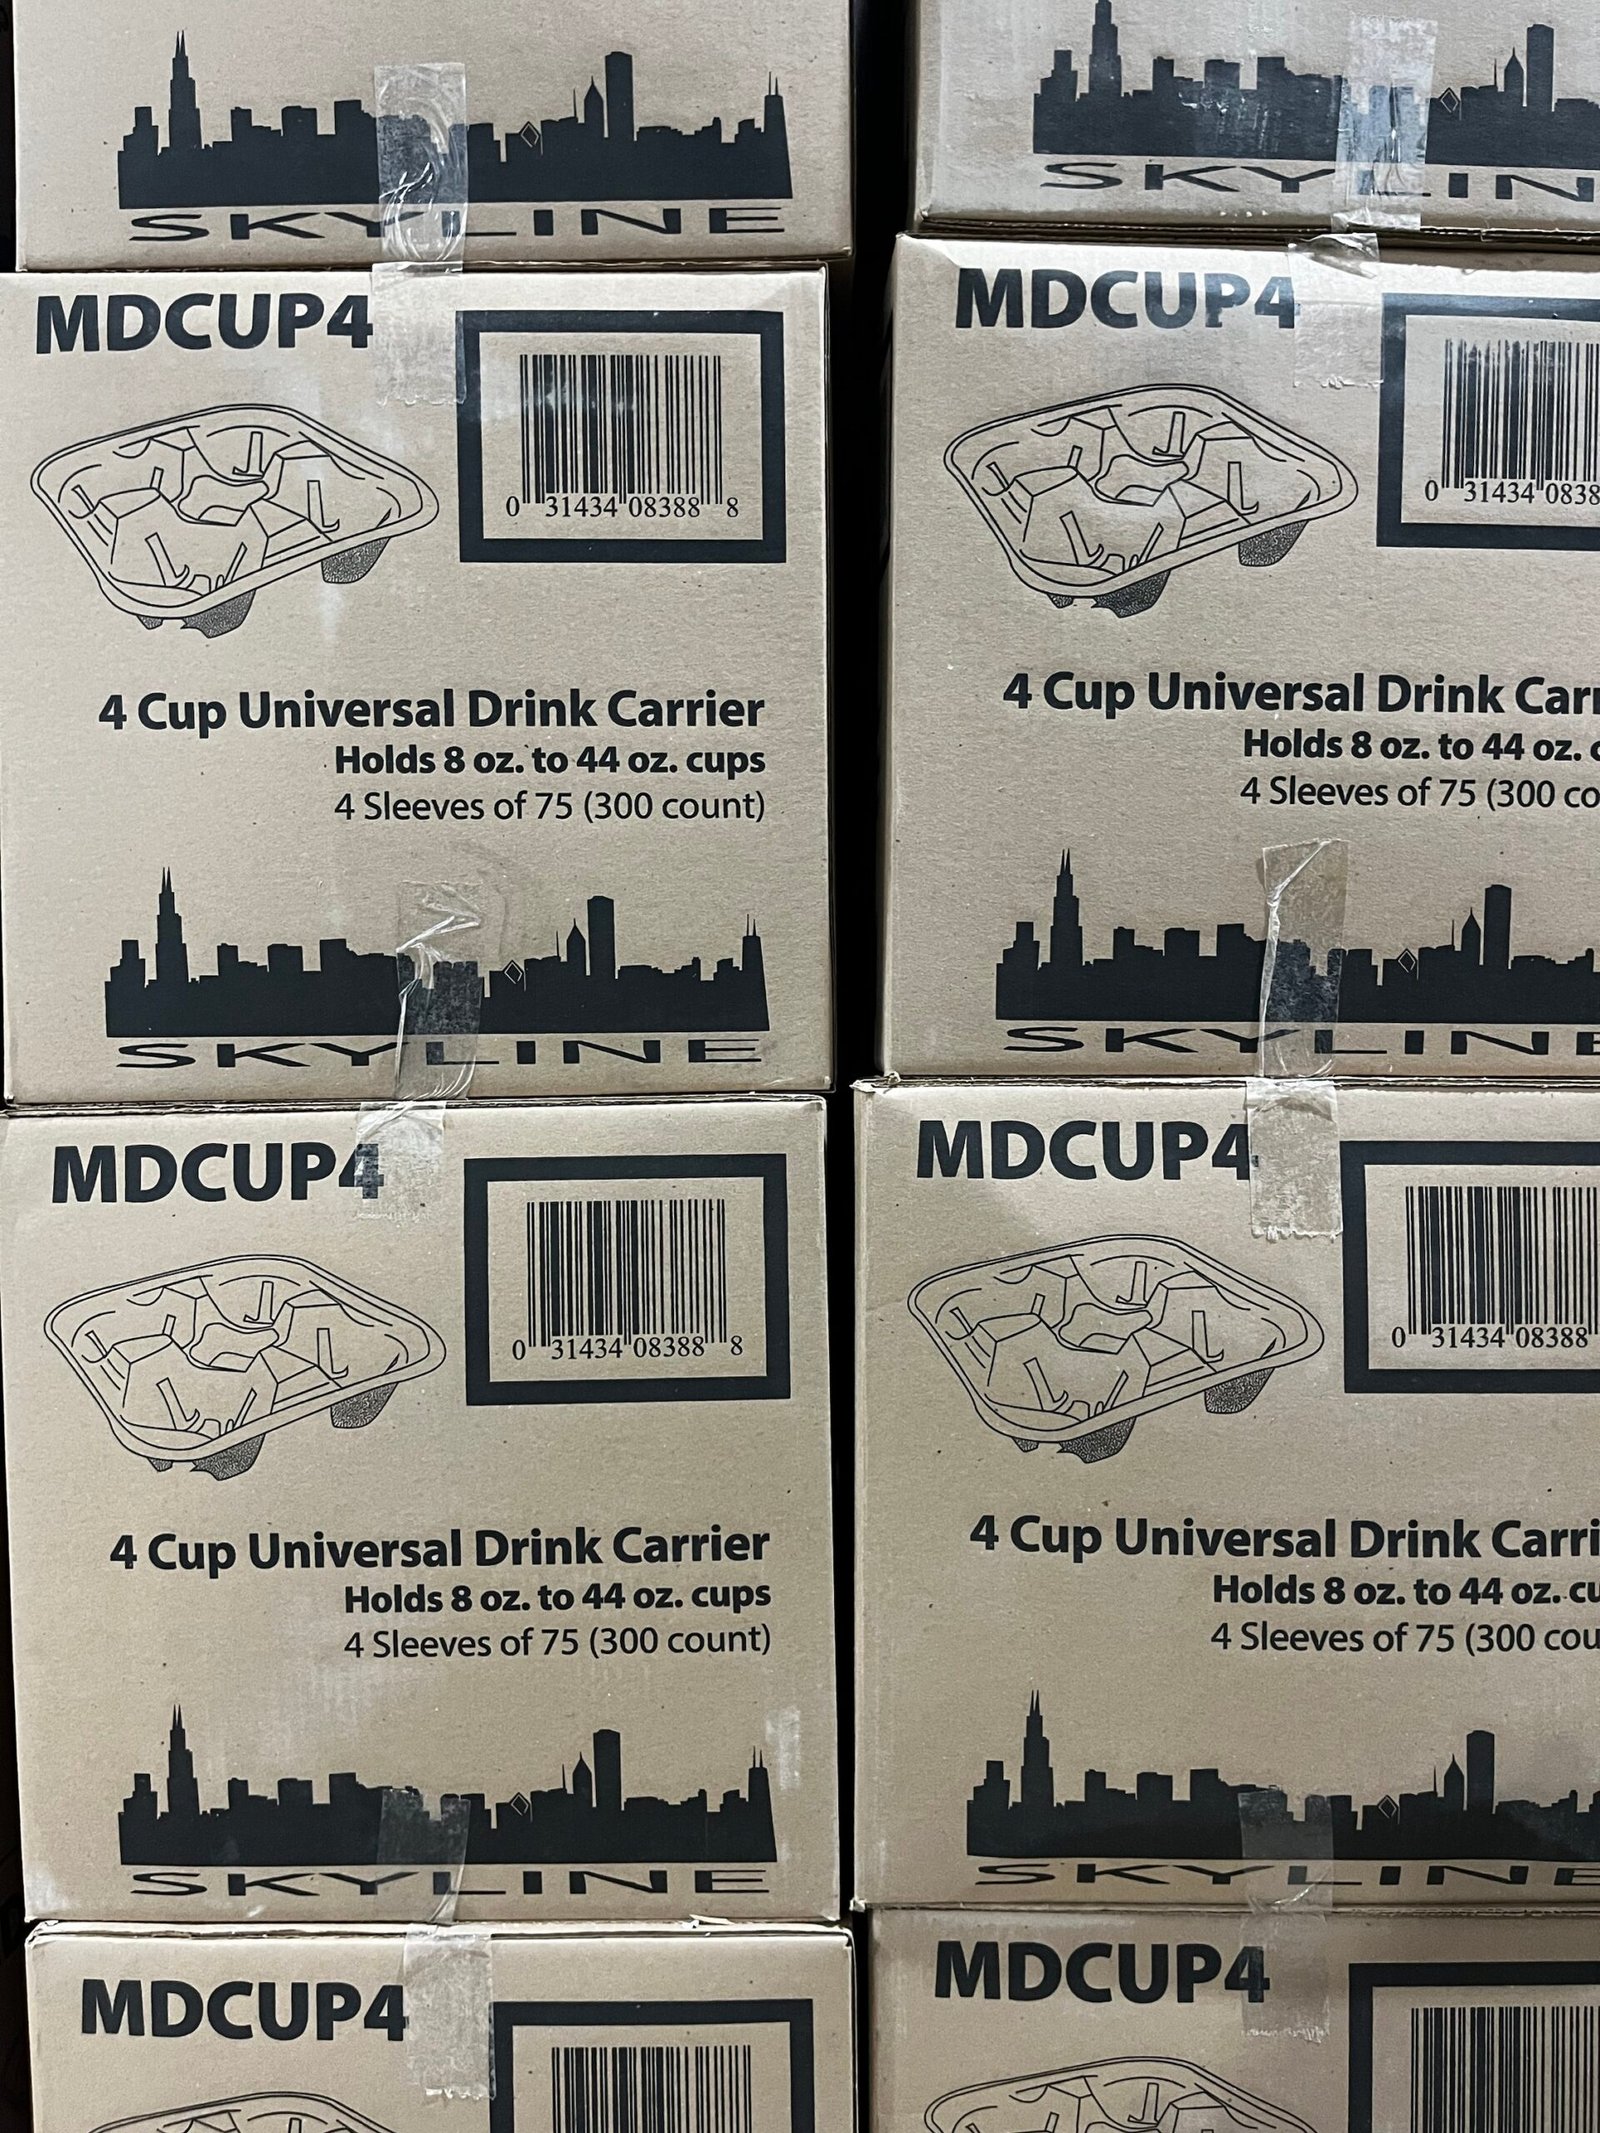 SKYLINE
MDCUP4
0 31434 08388 8
4 Cup Universal Drink Carrier
Holds 8 oz. to 44 oz. cups
4 Sleeves of 75 (300 count)
SKYLINE
MDCUP4
0 31434 08388 8
4 Cup Universal Drink Carrier
Holds 8 oz. to 44 oz. cups
4 Sleeves of 75 (300 count)
SKYLINE
MDCUP4
SKYLIN
MDCUP4
0 31434 0838
4 Cup Universal Drink Carr
Holds 8 oz. to 44 oz. c
4 Sleeves of 75 (300 co
SKYLINE
MDCUP4
0 31434 08388
4 Cup Universal Drink Carri
Holds 8 oz. to 44 oz. cu
4 Sleeves of 75 (300 cou
SKYLINE
MDCUP4